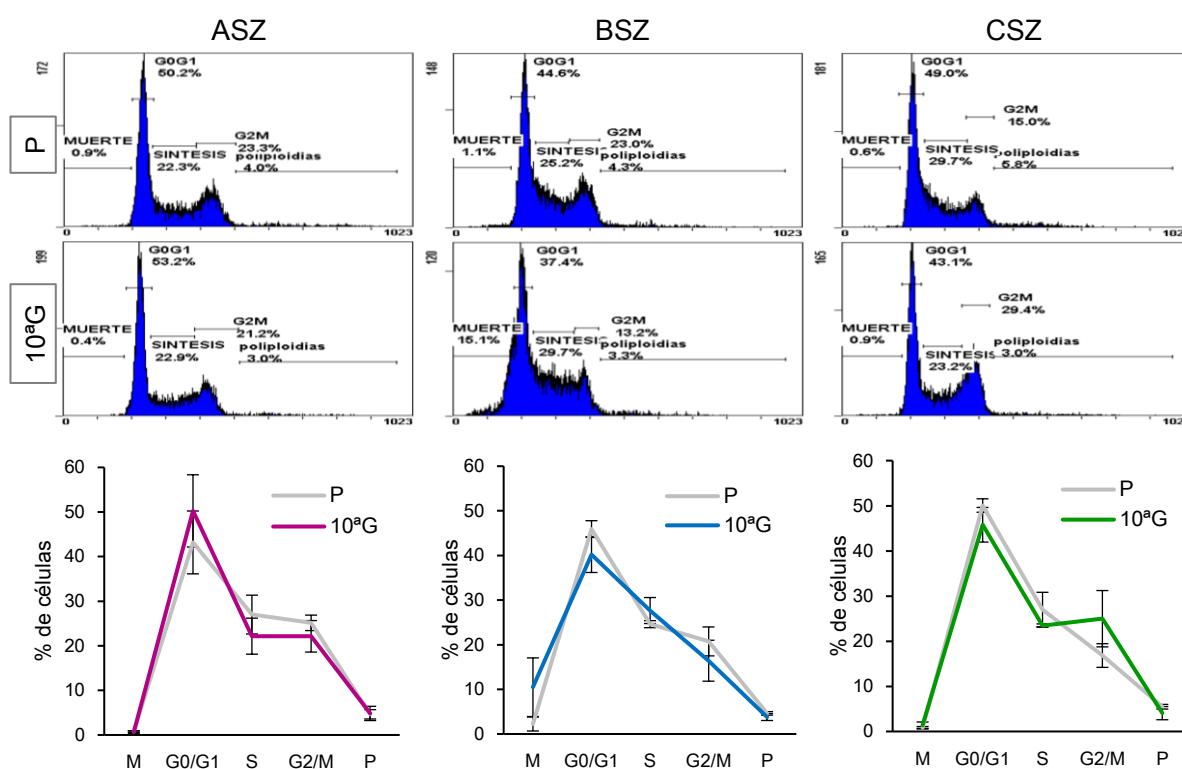 ASZ BSZ CSZ
P
172
G0G1
50.2%
MUERTE
0.9%
SINTESIS
22.3%
G2M
23.3%
poliploidias
4.0%
0 1023
148
G0G1
44.6%
MUERTE
1.1%
SINTESIS
25.2%
G2M
23.0%
poliploidias
4.3%
0 1023
181
G0G1
49.0%
MUERTE
0.6%
SINTESIS
29.7%
G2M
15.0%
poliploidias
5.8%
0 102
10ªG
199
G0G1
53.2%
MUERTE
0.4%
SINTESIS
22.9%
G2M
21.2%
poliploidias
3.0%
0 1023
120
G0G1
37.4%
MUERTE
15.1%
SINTESIS
29.7%
G2M
13.2%
poliploidias
3.3%
0 1023
165
G0G1
43.1%
MUERTE
0.9%
SINTESIS
23.2%
G2M
29.4%
poliploidias
3.0%
0 102
% de células
60
50
40
30
20
10
0
P
10ªG
M G0/G1 S G2/M P
% de células
60
50
40
30
20
10
0
P
10ªG
M G0/G1 S G2/M P
% de células
60
50
40
30
20
10
0
P
10ªG
M G0/G1 S G2/M P